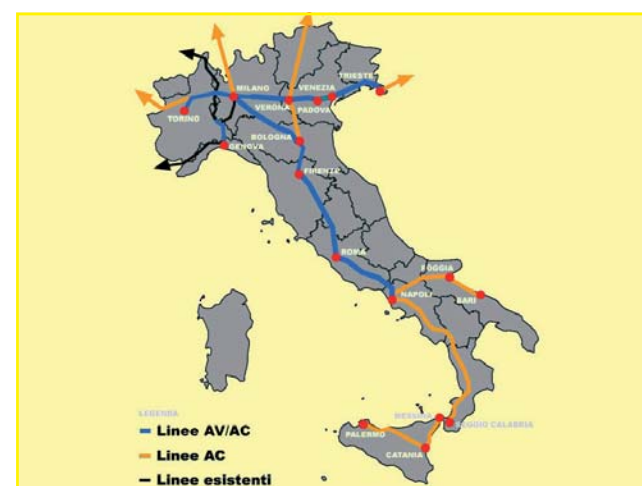 TRIESTE
MILANO
VENEZIA
VERONA
PADOVA
TORINO
BOLOGNA
GENOVA
FIRENZE
ROMA
FOGGIA
NAPOLI
BARI
LEGENDA
MESSINA
REGGIO CALABRIA
Linee AV/AC
PALERMO
Linee AC
CATANIA
Linee esistenti